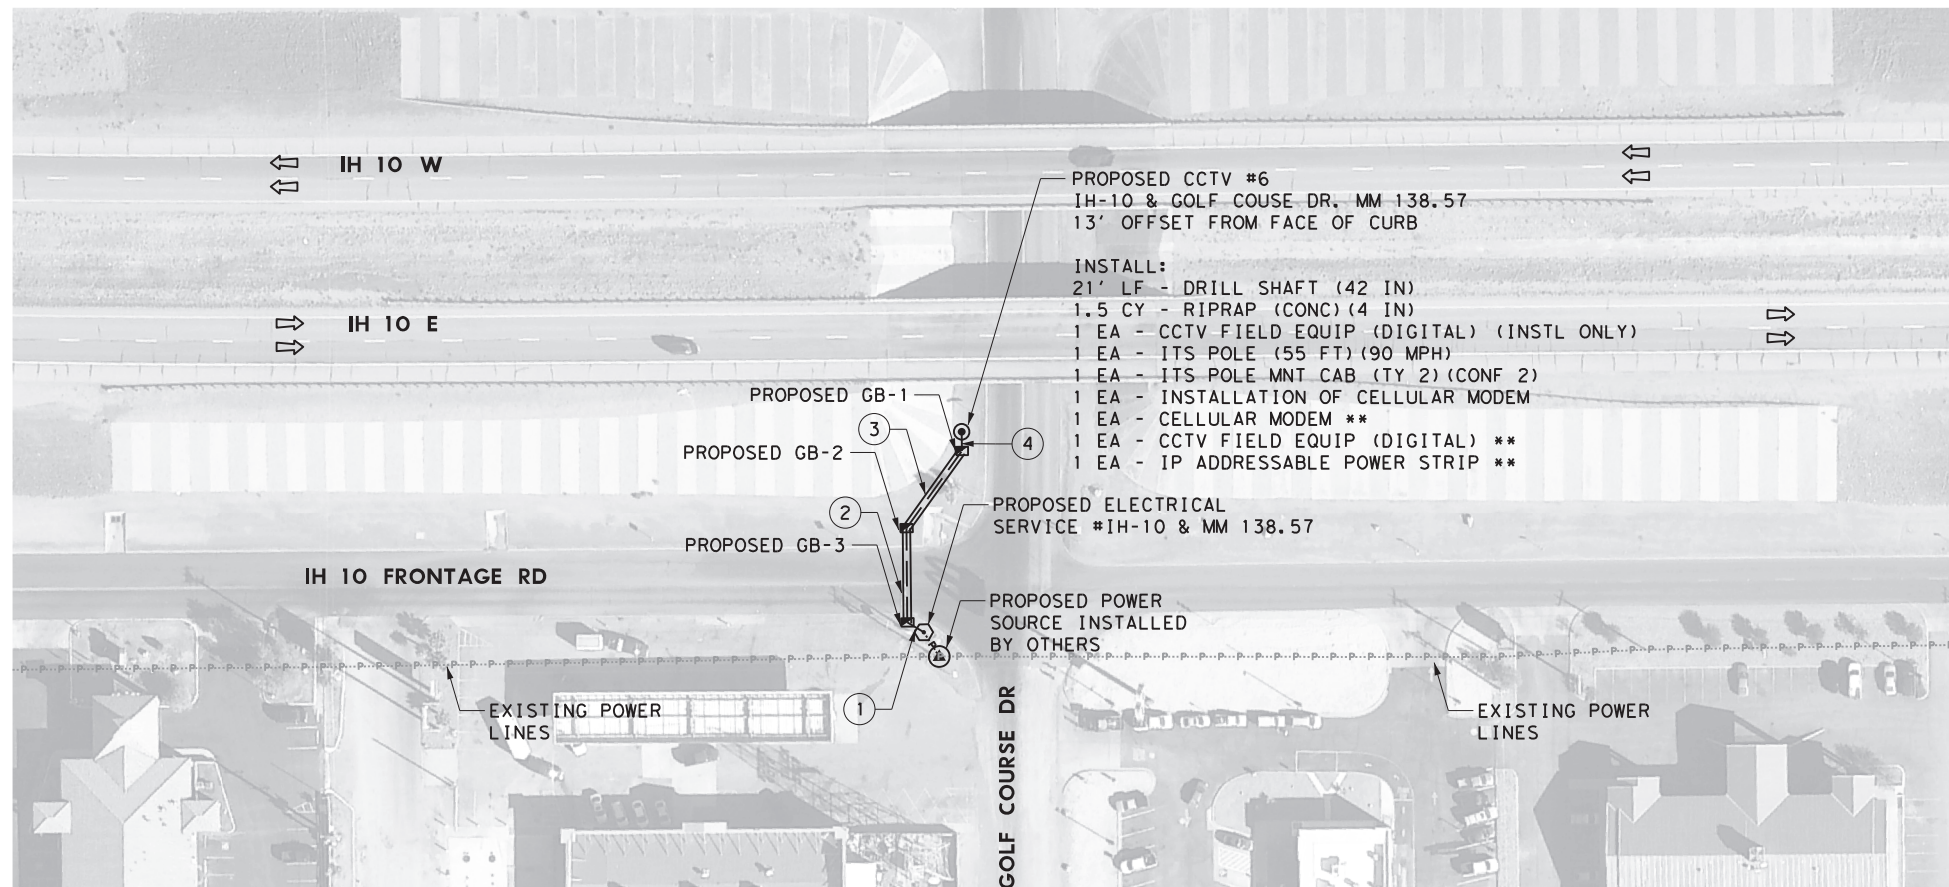 IH 10 W
PROPOSED CCTV #6
IH-10 & GOLF COUSE DR. MM 138.57
13' OFFSET FROM FACE OF CURB
INSTALL:
21' LF - DRILL SHAFT (42 IN)
1.5 CY - RIPRAP (CONC)(4 IN)
1 EA - CCTV FIELD EQUIP (DIGITAL) (INSTL ONLY)
1 EA - ITS POLE (55 FT)(90 MPH)
1 EA - ITS POLE MNT CAB (TY 2)(CONF 2)
1 EA - INSTALLATION OF CELLULAR MODEM
1 EA - CELLULAR MODEM **
1 EA - CCTV FIELD EQUIP (DIGITAL) **
1 EA - IP ADDRESSABLE POWER STRIP **
IH 10 E
PROPOSED GB-1
3
4
PROPOSED GB-2
2
PROPOSED GB-3
PROPOSED ELECTRICAL
SERVICE #IH-10 & MM 138.57
IH 10 FRONTAGE RD
PROPOSED POWER
SOURCE INSTALLED
BY OTHERS
1
EXISTING POWER
LINES
EXISTING POWER
LINES
GOLF COURSE DR